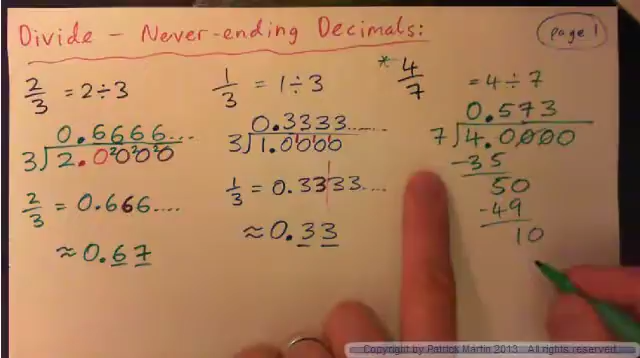 Divide - Never-ending Decimals:
page 1
2/3 = 2÷3
0.6666....
3) 2.0000
2/3 = 0.666....
≈ 0.67
1/3 = 1÷3
0.3333......
3) 1.0000
1/3 = 0.3333....
≈ 0.33
* 4/7 = 4÷7
0.573
7) 4.0000
-35
50
-49
10
Copyright by Patrick Martin 2013 All rights reserved